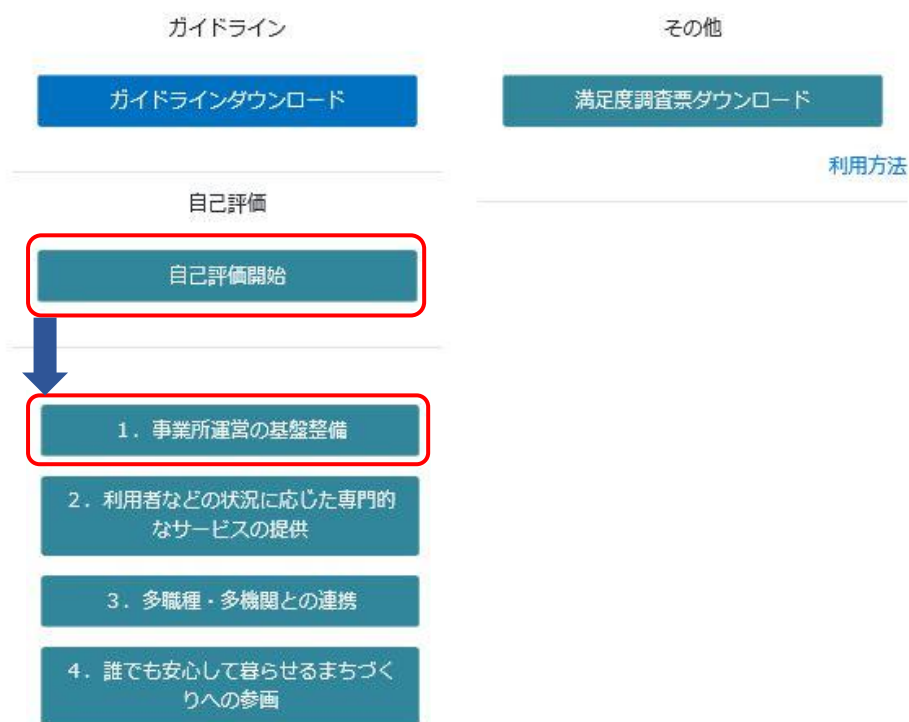 ガイドライン
ガイドラインダウンロード
自己評価
自己評価開始
1．事業所運営の基盤整備
2．利用者などの状況に応じた専門的
なサービスの提供
3．多職種・多機関との連携
4．誰でも安心して暮らせるまちづく
りへの参画
その他
満足度調査票ダウンロード
利用方法